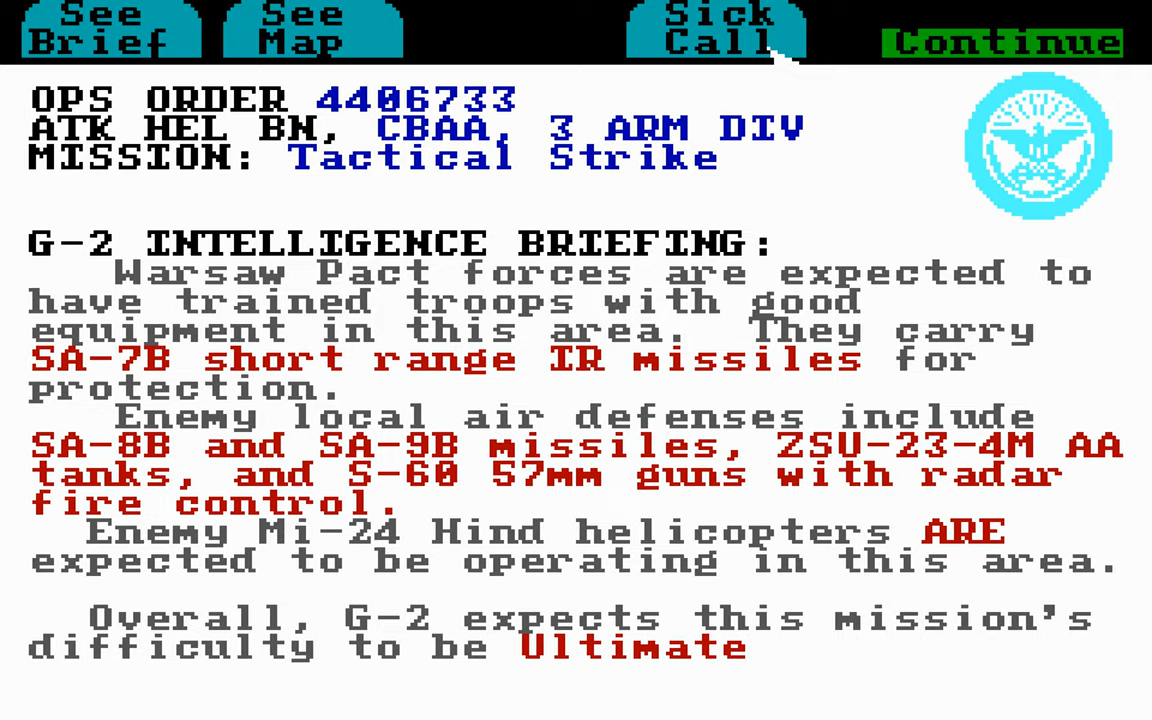 See Brief
See Map
Sick Call
Continue
OPS ORDER 4406733
ATK HEL BN, CBAA, 3 ARM DIV
MISSION: Tactical Strike
G-2 INTELLIGENCE BRIEFING:
Warsaw Pact forces are expected to
have trained troops with good
equipment in this area. They carry
SA-7B short range IR missiles for
protection.
Enemy local air defenses include
SA-8B and SA-9B missiles, ZSU-23-4M AA
tanks, and S-60 57mm guns with radar
fire control.
Enemy Mi-24 Hind helicopters ARE
expected to be operating in this area.
Overall, G-2 expects this mission's
difficulty to be Ultimate